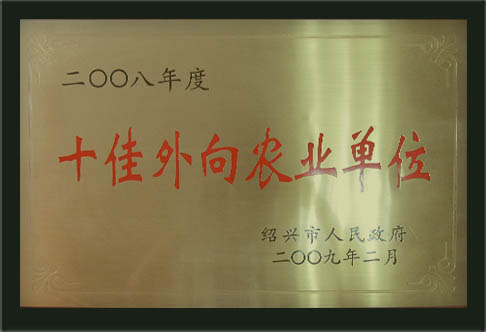 二〇〇八年度
十佳外向农业单位
绍兴市人民政府
二〇〇九年二月